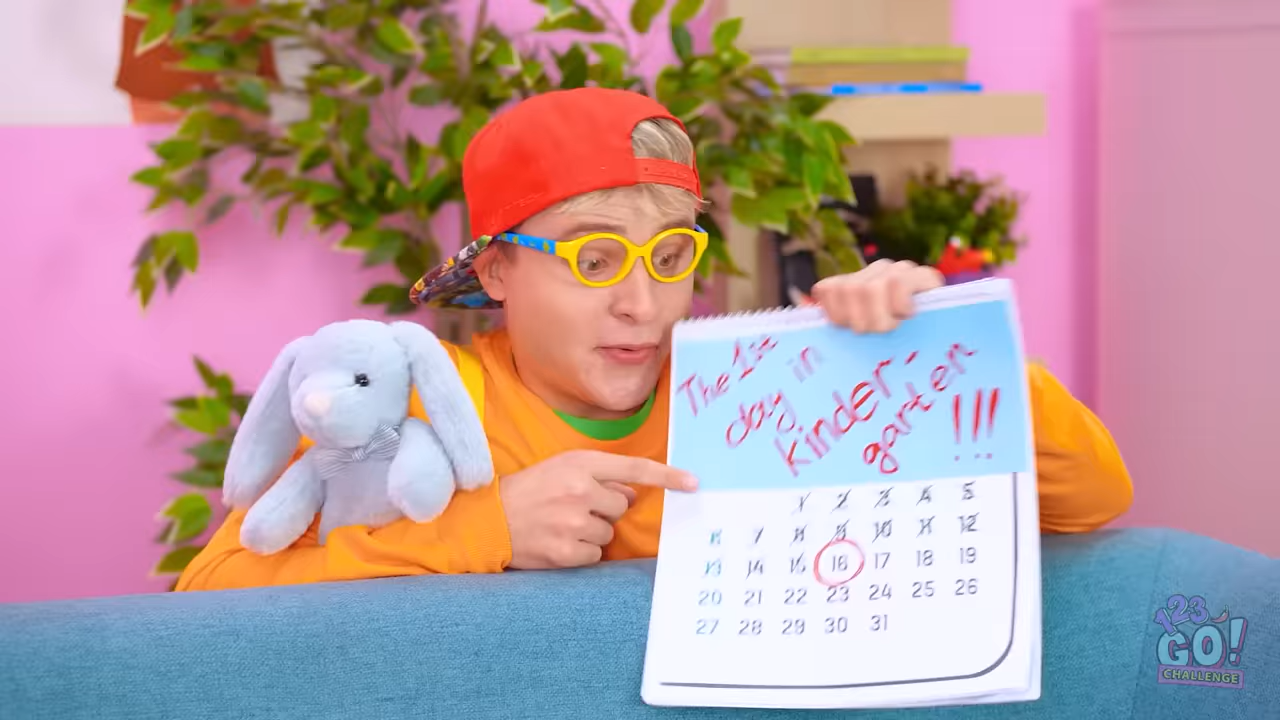 The 1st
day in
kinder-
garten
!!!
1 2 3 4 5
6 7 8 9 10 11 12
13 14 15 16 17 18 19
20 21 22 23 24 25 26
27 28 29 30 31
123
GO!
CHALLENGE